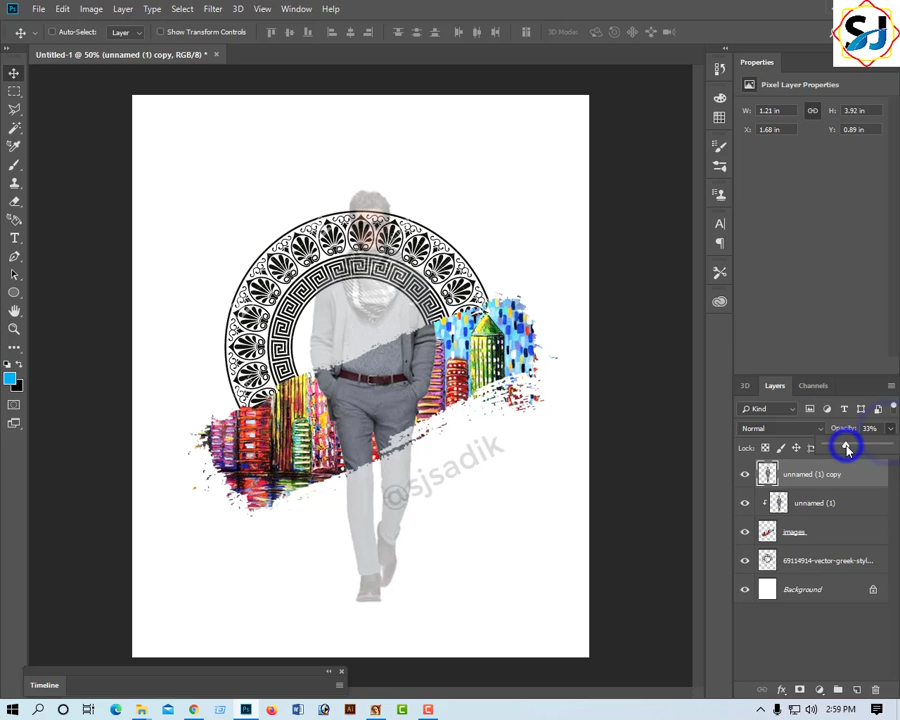 File Edit Image Layer Type Select Filter 3D View Window Help
SJ
Auto-Select: Layer Show Transform Controls 3D Mode:
Untitled-1 @ 50% (unnamed (1) copy, RGB/8) * ×
Properties
Pixel Layer Properties
W: 1.21 in H: 3.92 in
X: 1.68 in Y: 0.89 in
@sjsadik
3D Layers Channels
Kind
Normal Opacity: 33%
Lock:
unnamed (1) copy
unnamed (1)
images
69114914-vector-greek-styl...
Background
Timeline
2:59 PM